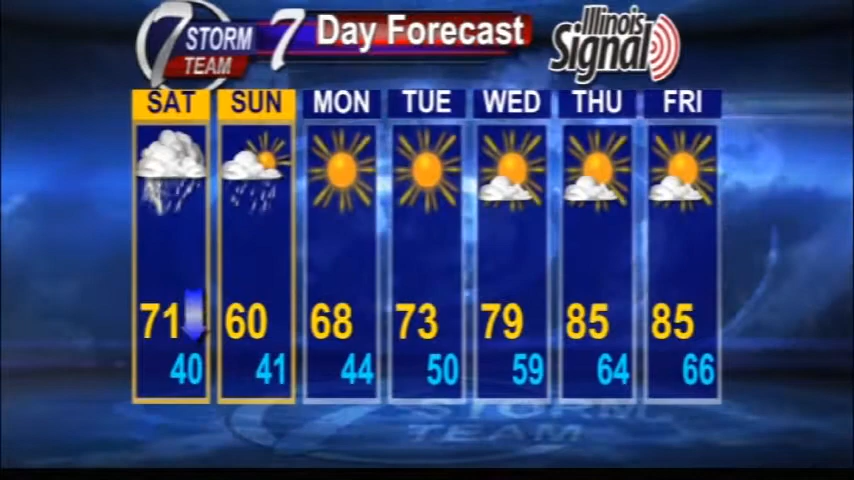 7 STORM TEAM
7 Day Forecast
Illinois Signal
SAT SUN MON TUE WED THU FRI
71 60 68 73 79 85 85
40 41 44 50 59 64 66
7 STORM TEAM